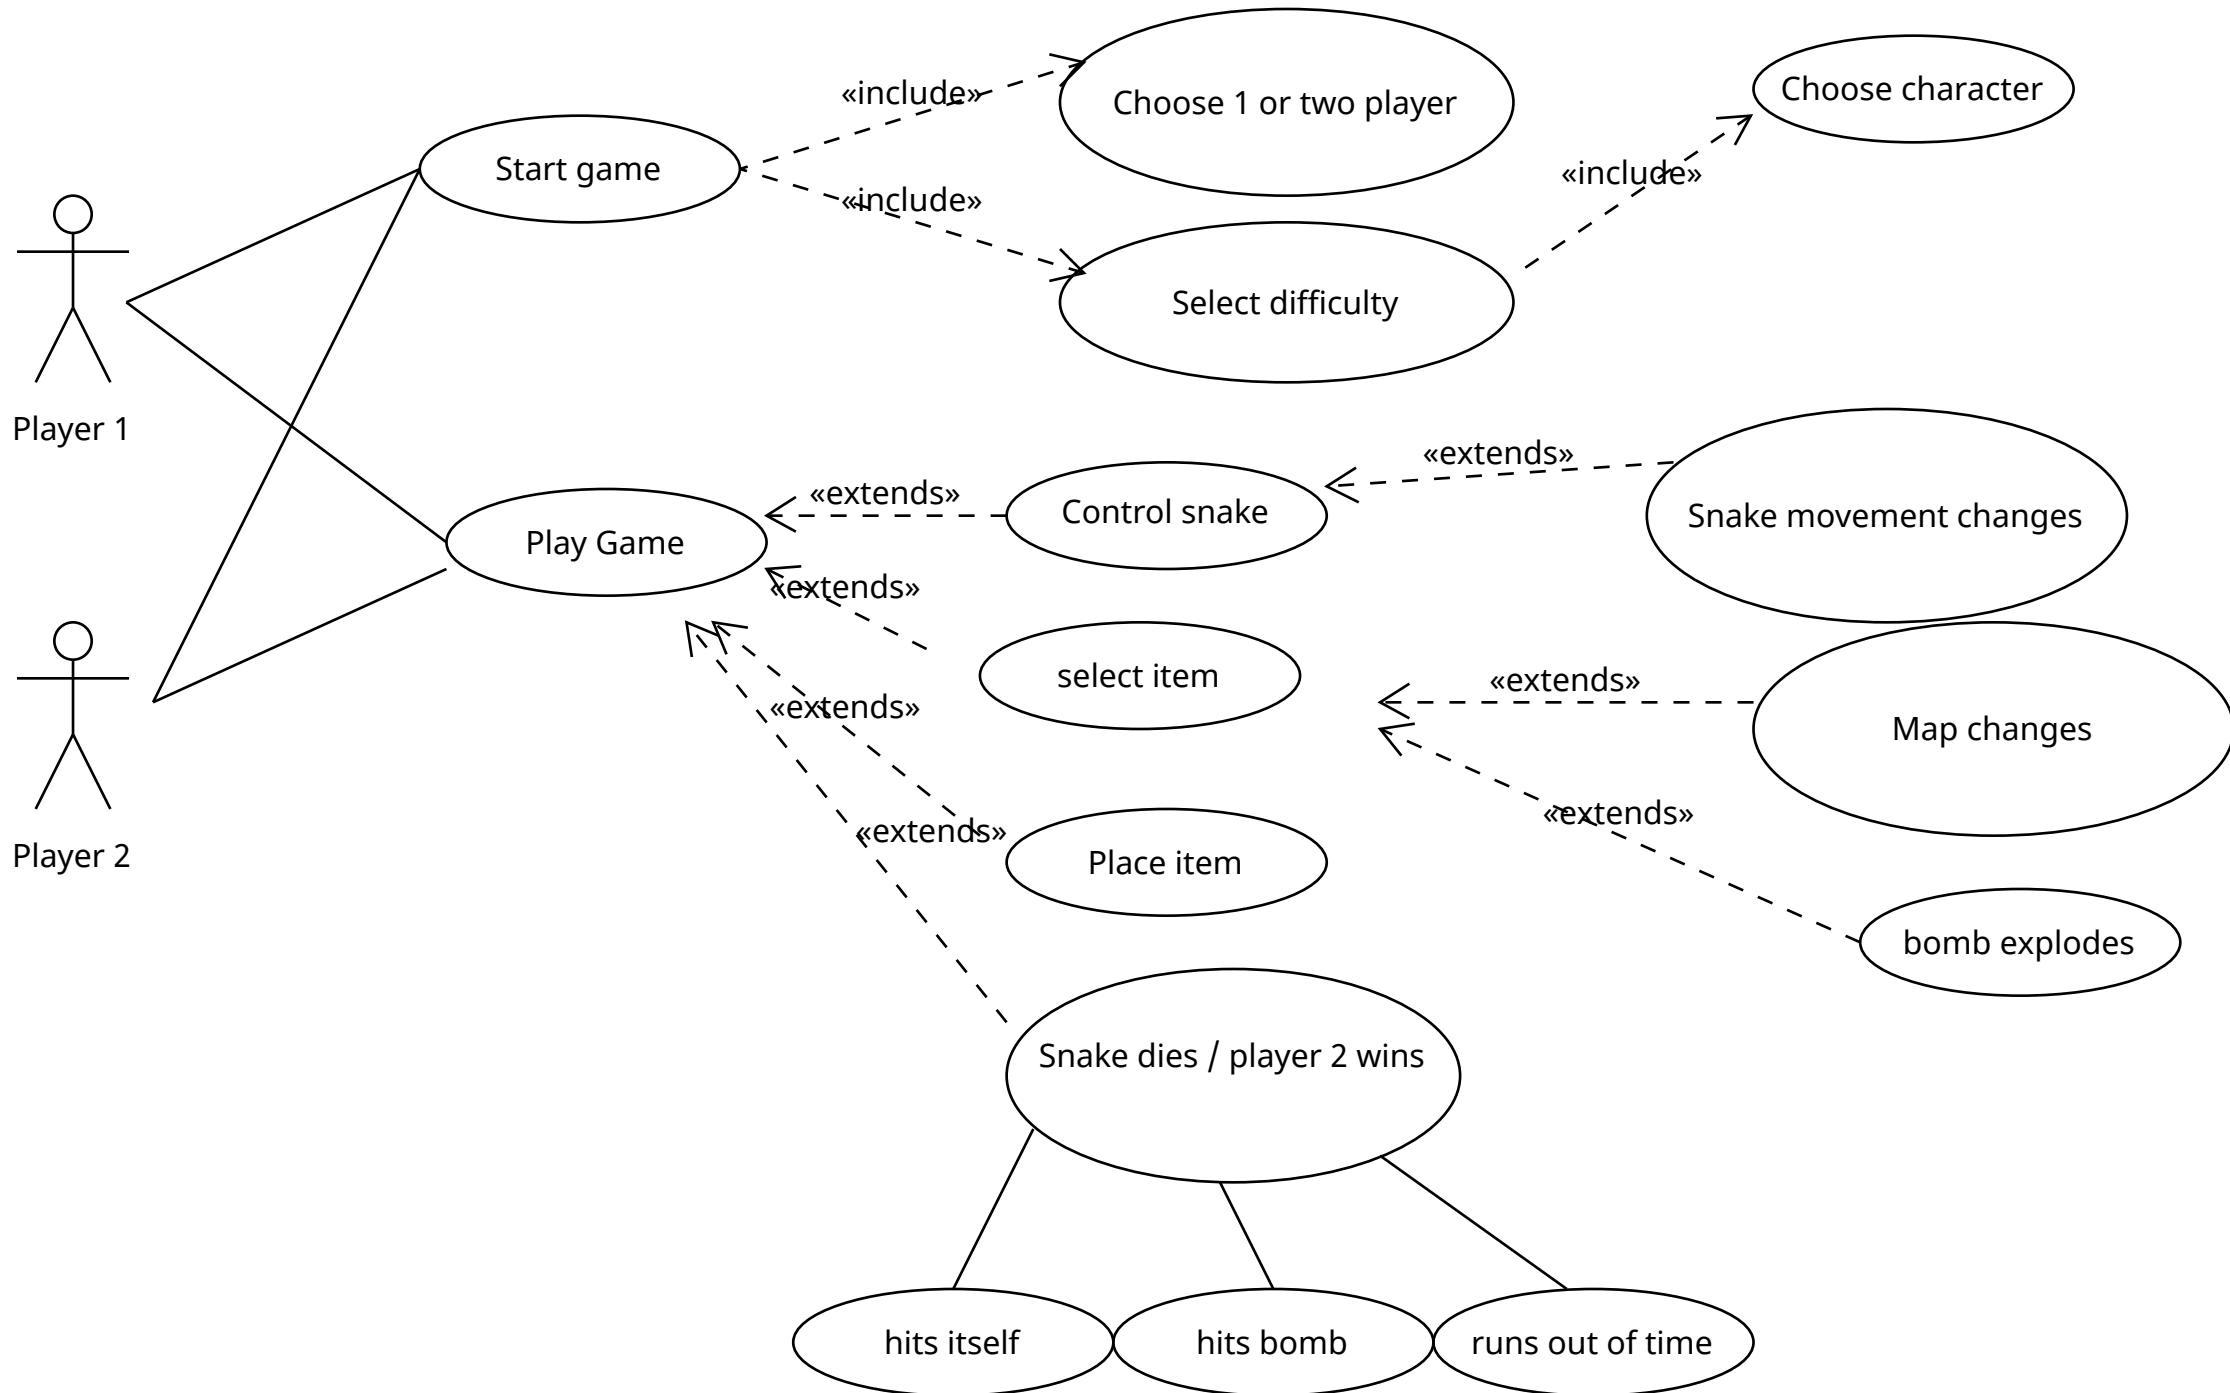 «include»
Choose 1 or two player
Choose character
Start game
«include»
«include»
Select difficulty
Player 1
«extends»
«extends»
Control snake
Snake movement changes
Play Game
«extends»
select item
«extends»
«extends»
Map changes
«extends»
«extends»
Player 2
Place item
bomb explodes
Snake dies / player 2 wins
hits itself
hits bomb
runs out of time